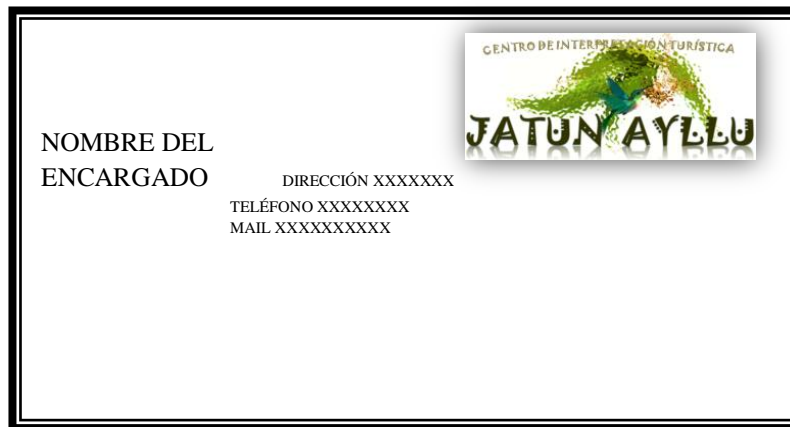 CENTRO DE INTERPRETACIÓN TURÍSTICA
JATUN AYLLU
NOMBRE DEL
ENCARGADO
DIRECCIÓN XXXXXXX
TELÉFONO XXXXXXXX
MAIL XXXXXXXXXX